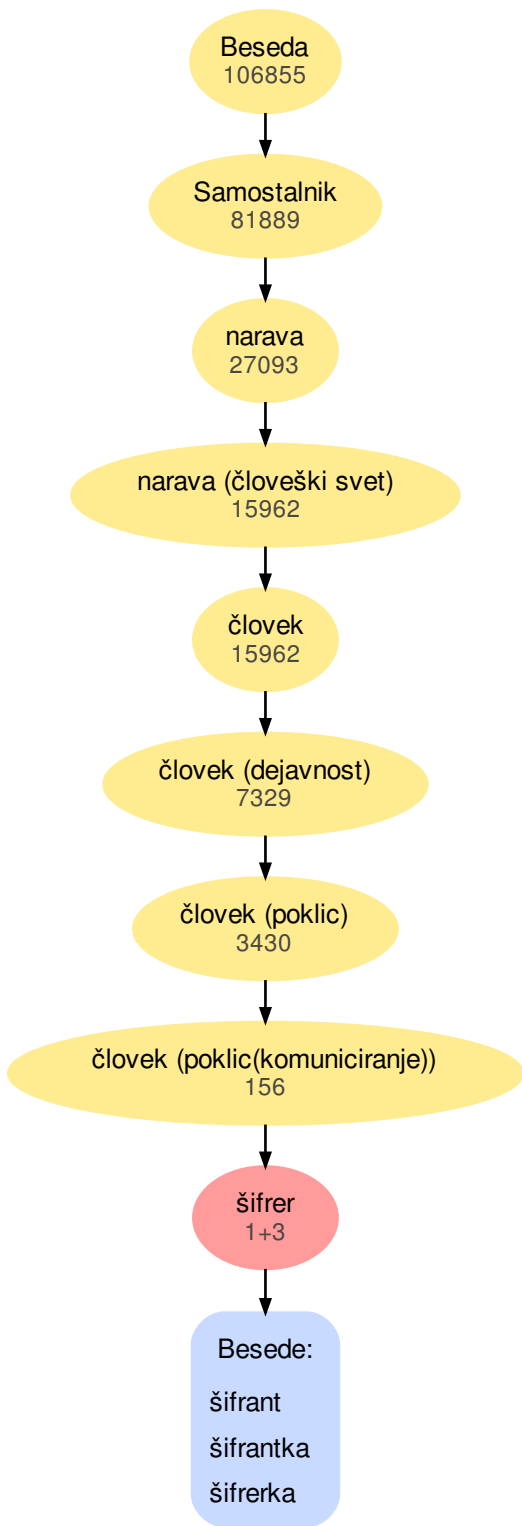 Beseda
106855
Samostalnik
81889
narava
27093
narava (človeški svet)
15962
človek
15962
človek (dejavnost)
7329
človek (poklic)
3430
človek (poklic(komuniciranje))
156
šifrer
1+3
Besede:
šifrant
šifrantka
šifrerka